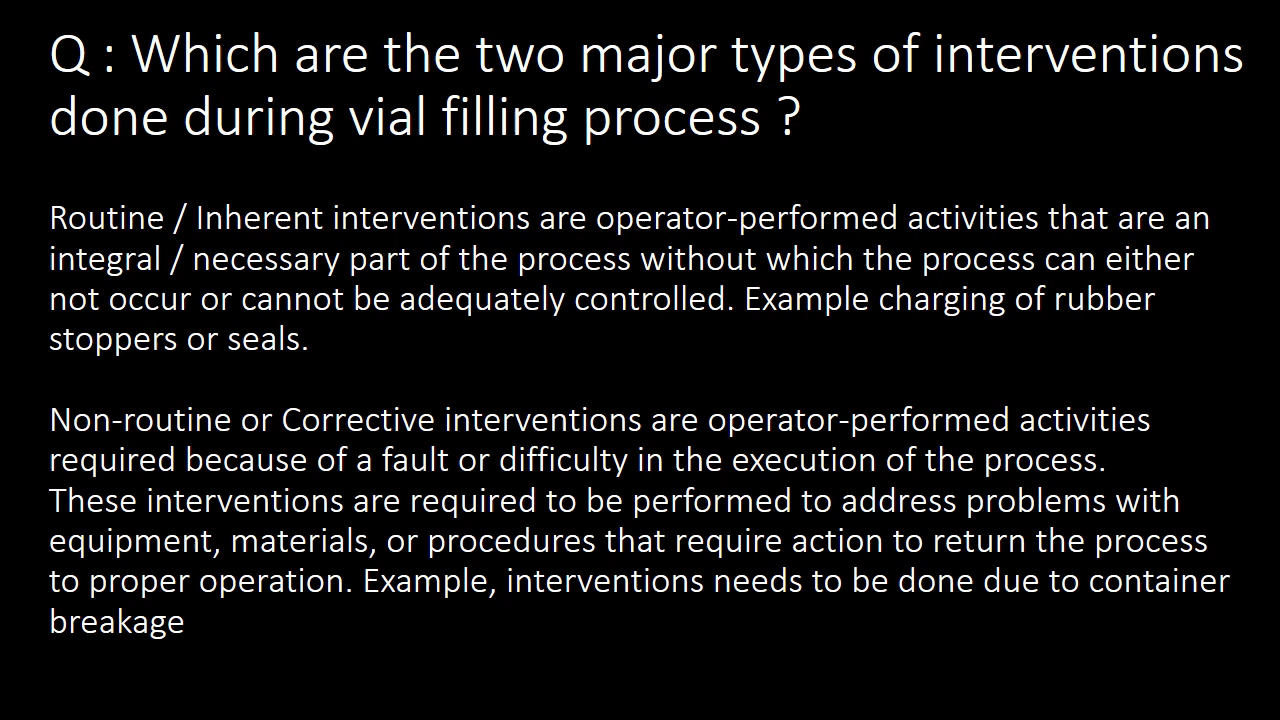 Q : Which are the two major types of interventions
done during vial filling process ?
Routine / Inherent interventions are operator-performed activities that are an
integral / necessary part of the process without which the process can either
not occur or cannot be adequately controlled. Example charging of rubber
stoppers or seals.
Non-routine or Corrective interventions are operator-performed activities
required because of a fault or difficulty in the execution of the process.
These interventions are required to be performed to address problems with
equipment, materials, or procedures that require action to return the process
to proper operation. Example, interventions needs to be done due to container
breakage